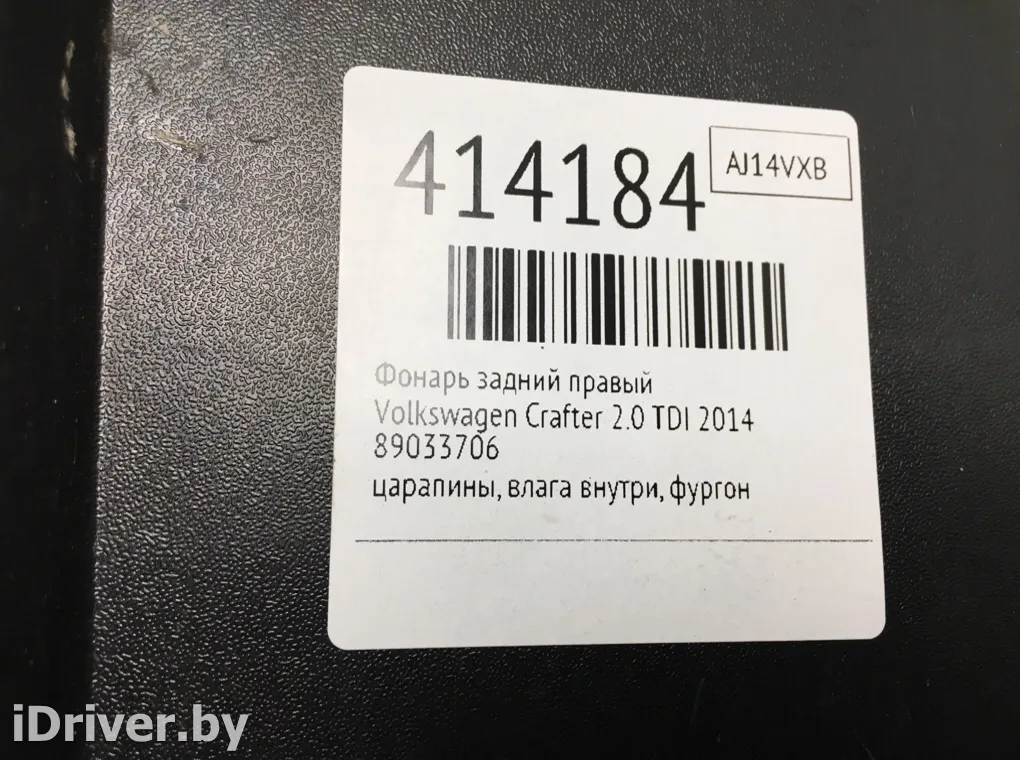 414184
AJ14VXB
Фонарь задний правый
Volkswagen Crafter 2.0 TDI 2014
89033706
царапины, влага внутри, фургон
iDriver.by